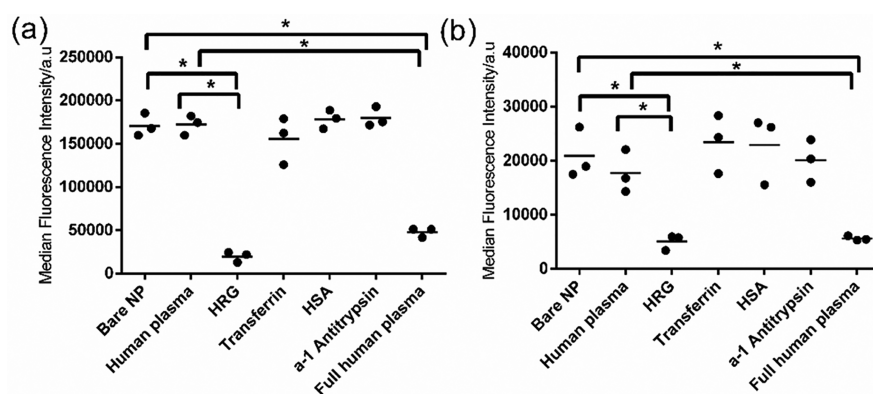 (a)
Median Fluorescence Intensity/a.u
250000
200000
150000
100000
50000
0
* 
*
*
*
Bare NP
Human plasma
HRG
Transferrin
HSA
a-1 Antitrypsin
Full human plasma
(b)
Median Fluorescence Intensity/a.u
40000
30000
20000
10000
0
*
*
*
*
Bare NP
Human plasma
HRG
Transferrin
HSA
a-1 Antitrypsin
Full human plasma